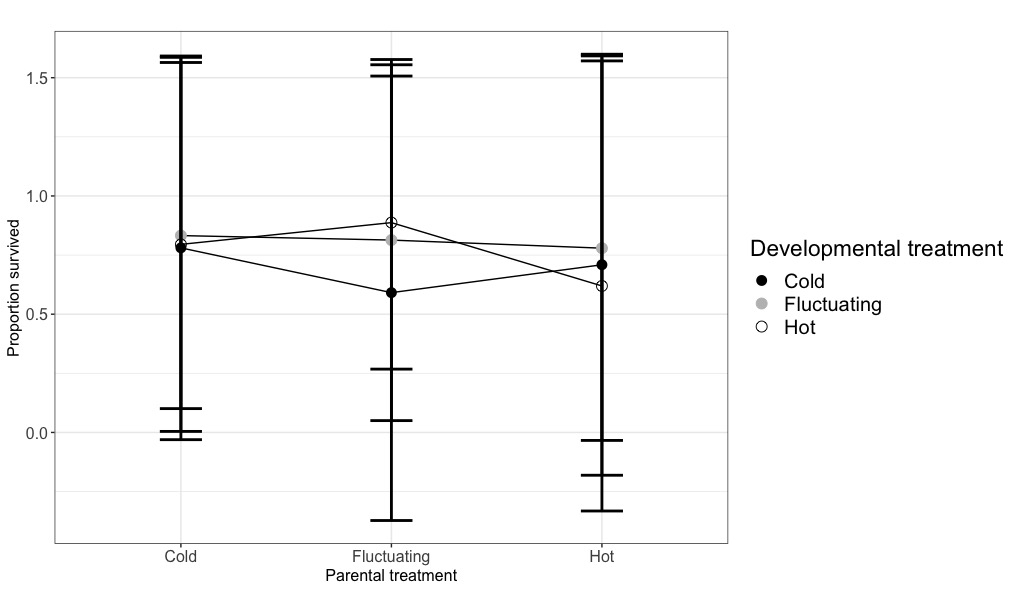 1.5
1.0
0.5
0.0
Proportion survived
Cold
Fluctuating
Hot
Parental treatment
Developmental treatment
Cold
Fluctuating
Hot